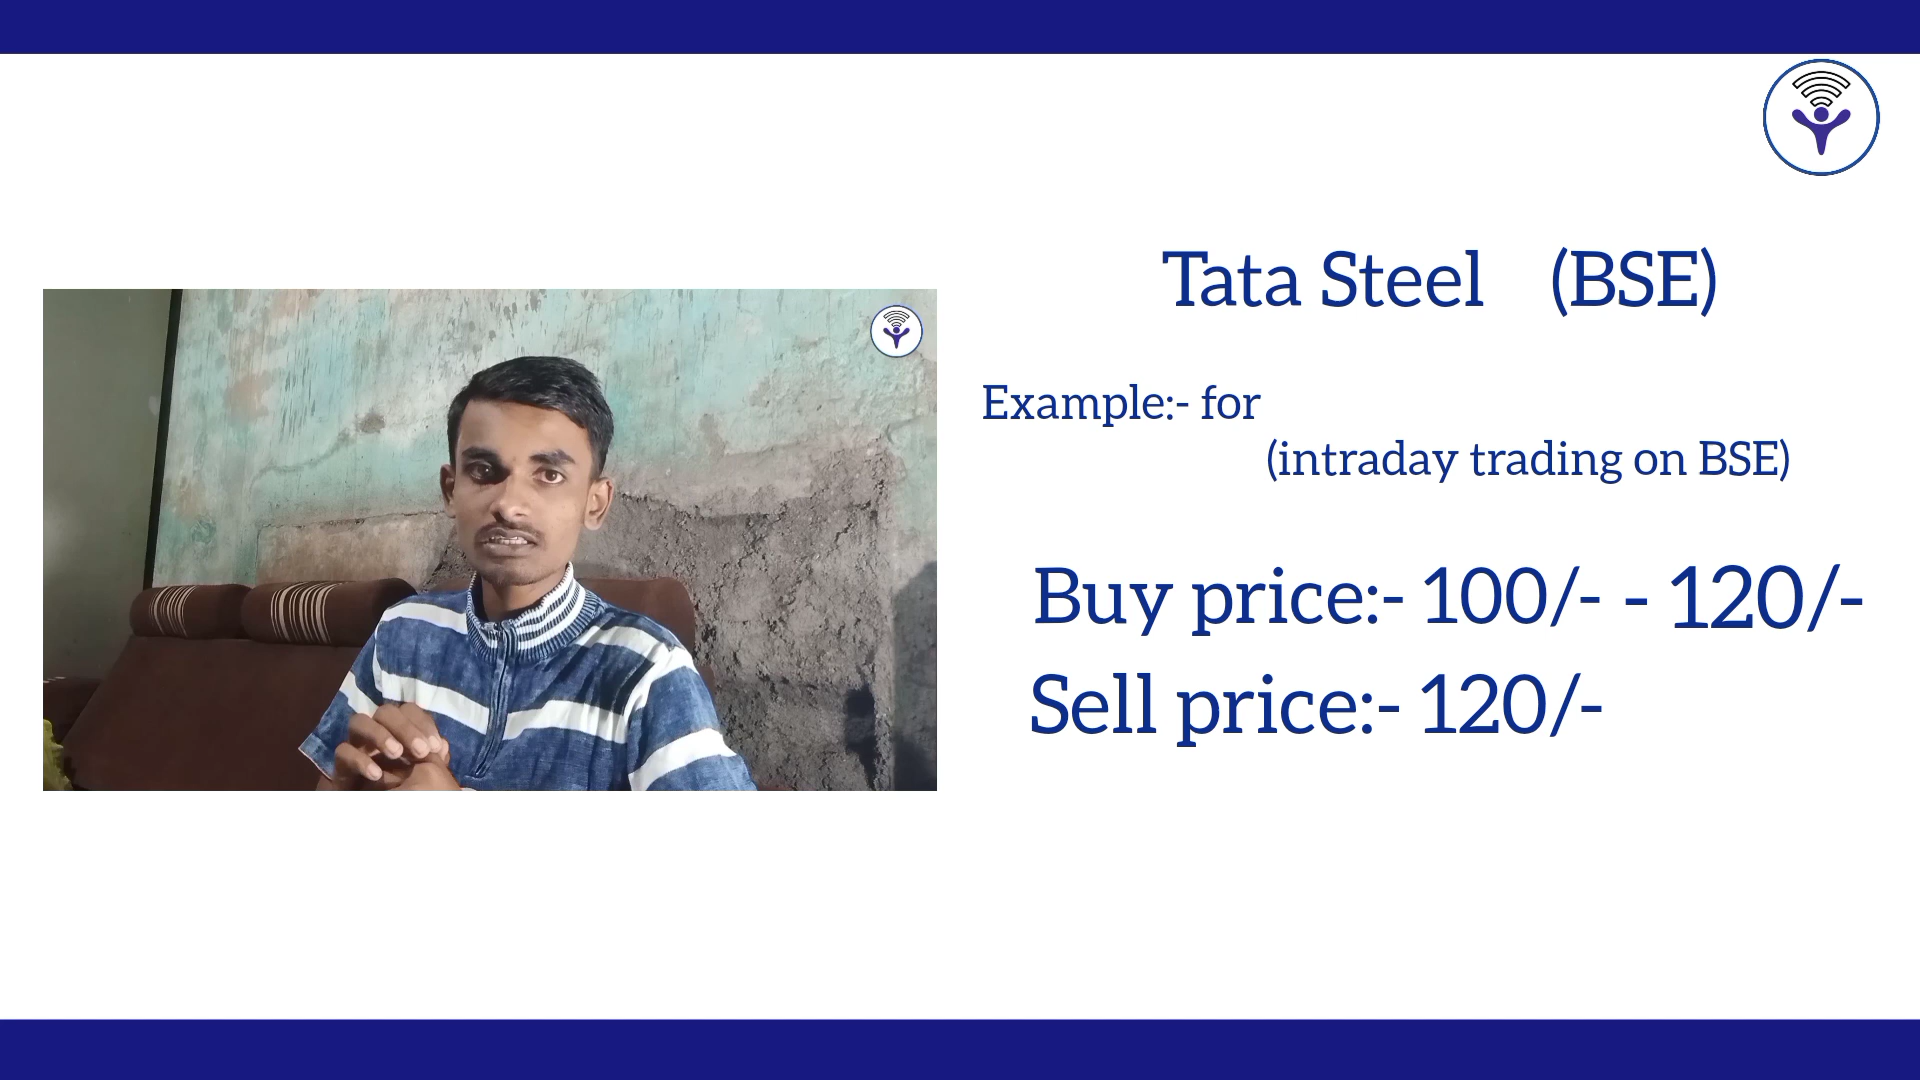 Tata Steel (BSE)
Example:- for
(intraday trading on BSE)
Buy price:- 100/- - 120/-
Sell price:- 120/-